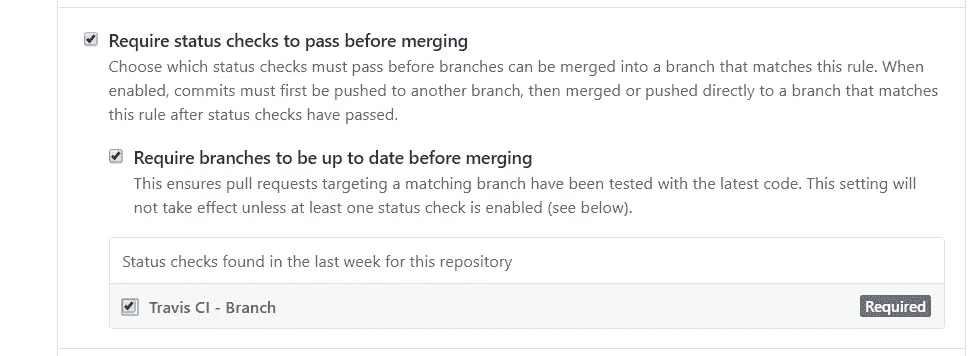 Require status checks to pass before merging
Choose which status checks must pass before branches can be merged into a branch that matches this rule. When
enabled, commits must first be pushed to another branch, then merged or pushed directly to a branch that matches
this rule after status checks have passed.
Require branches to be up to date before merging
This ensures pull requests targeting a matching branch have been tested with the latest code. This setting will
not take effect unless at least one status check is enabled (see below).
Status checks found in the last week for this repository
Travis CI - Branch Required